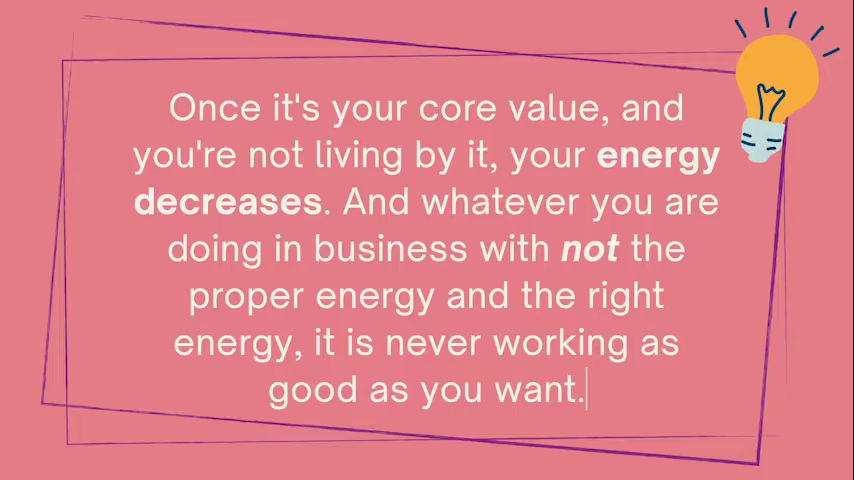 Once it's your core value, and
you're not living by it, your energy
decreases. And whatever you are
doing in business with not the
proper energy and the right
energy, it is never working as
good as you want.